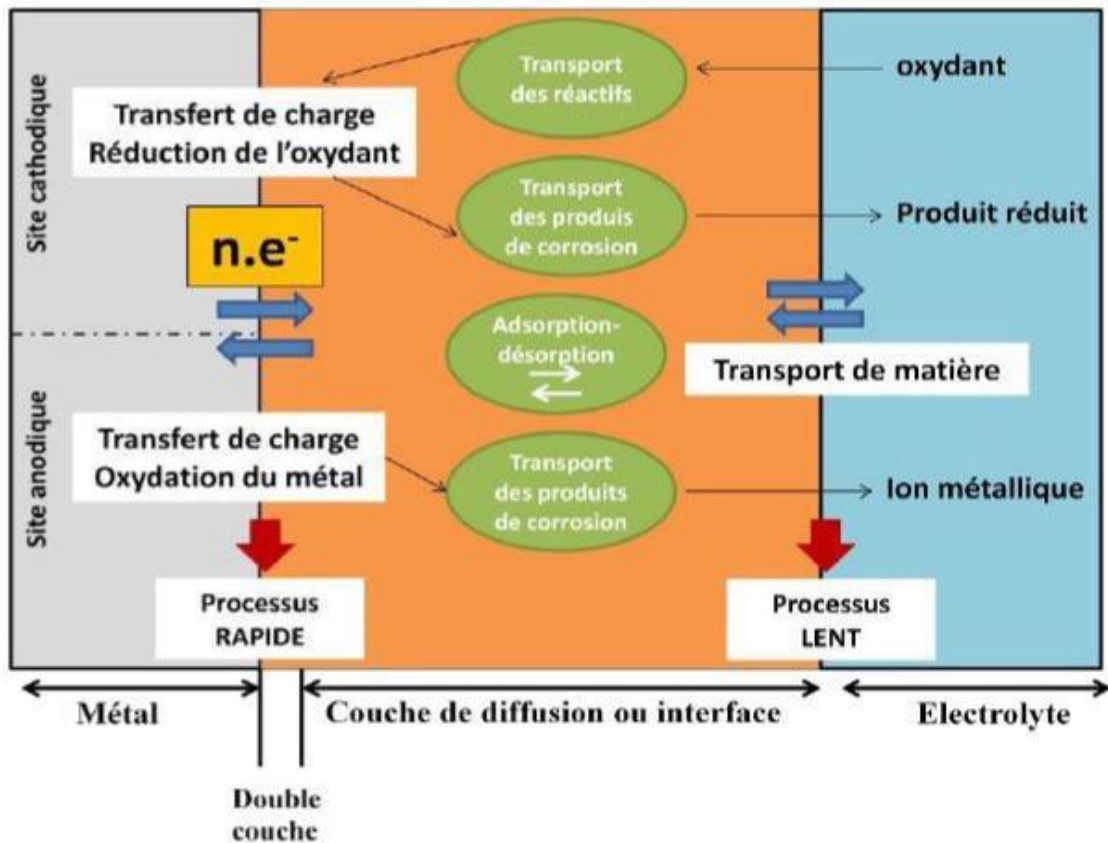 Site cathodique
Site anodique
Transport
des réactifs
oxydant
Transfert de charge
Réduction de l'oxydant
Transport
des produis
de corrosion
Produit réduit
n.e-
Adsorption-
désorption
Transport de matière
Transfert de charge
Oxydation du métal
Transport
des produits
de corrosion
Ion métallique
Processus
RAPIDE
Processus
LENT
Métal
Couche de diffusion ou interface
Electrolyte
Double
couche